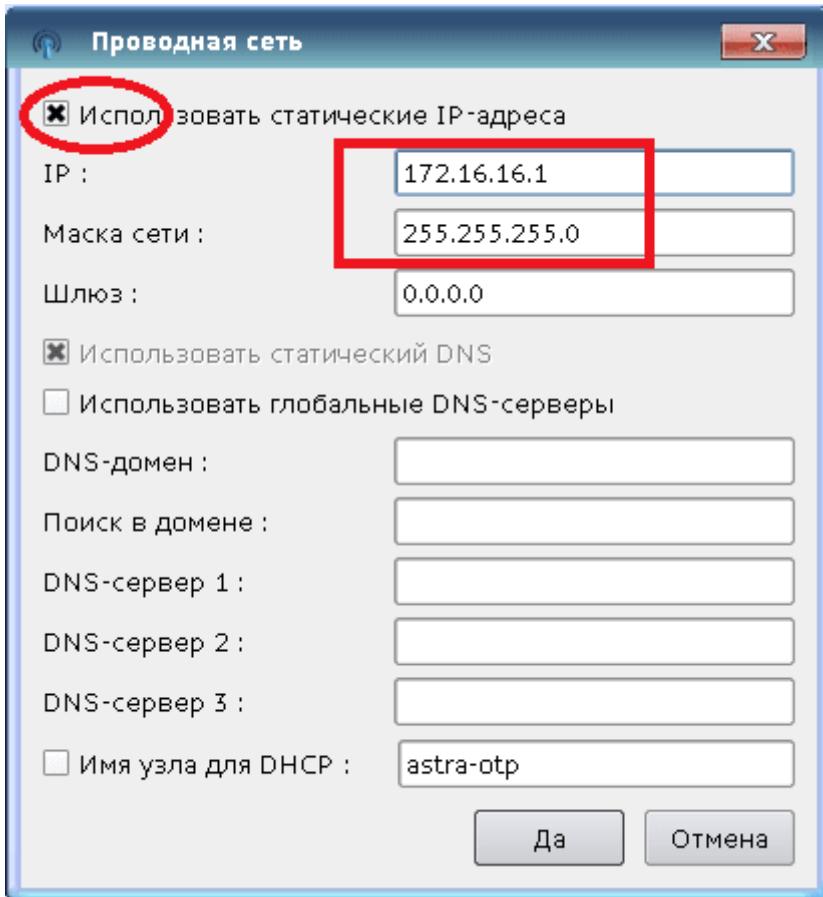 Проводная сеть
Использовать статические IP-адреса
IP : 172.16.16.1
Маска сети : 255.255.255.0
Шлюз : 0.0.0.0
Использовать статический DNS
Использовать глобальные DNS-серверы
DNS-домен :
Поиск в домене :
DNS-сервер 1 :
DNS-сервер 2 :
DNS-сервер 3 :
Имя узла для DHCP : astra-otp
Да Отмена